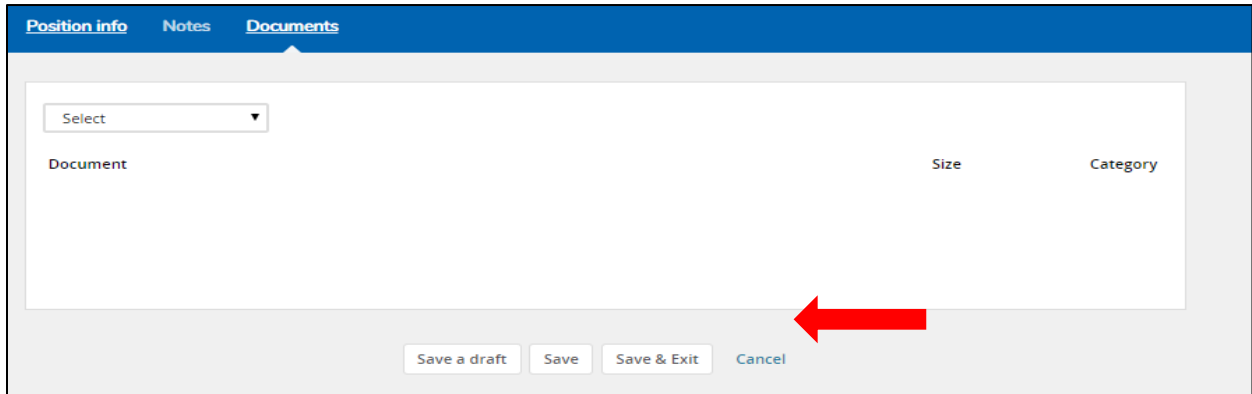 Position info Notes Documents
Select
Document Size Category
Save a draft Save Save & Exit Cancel